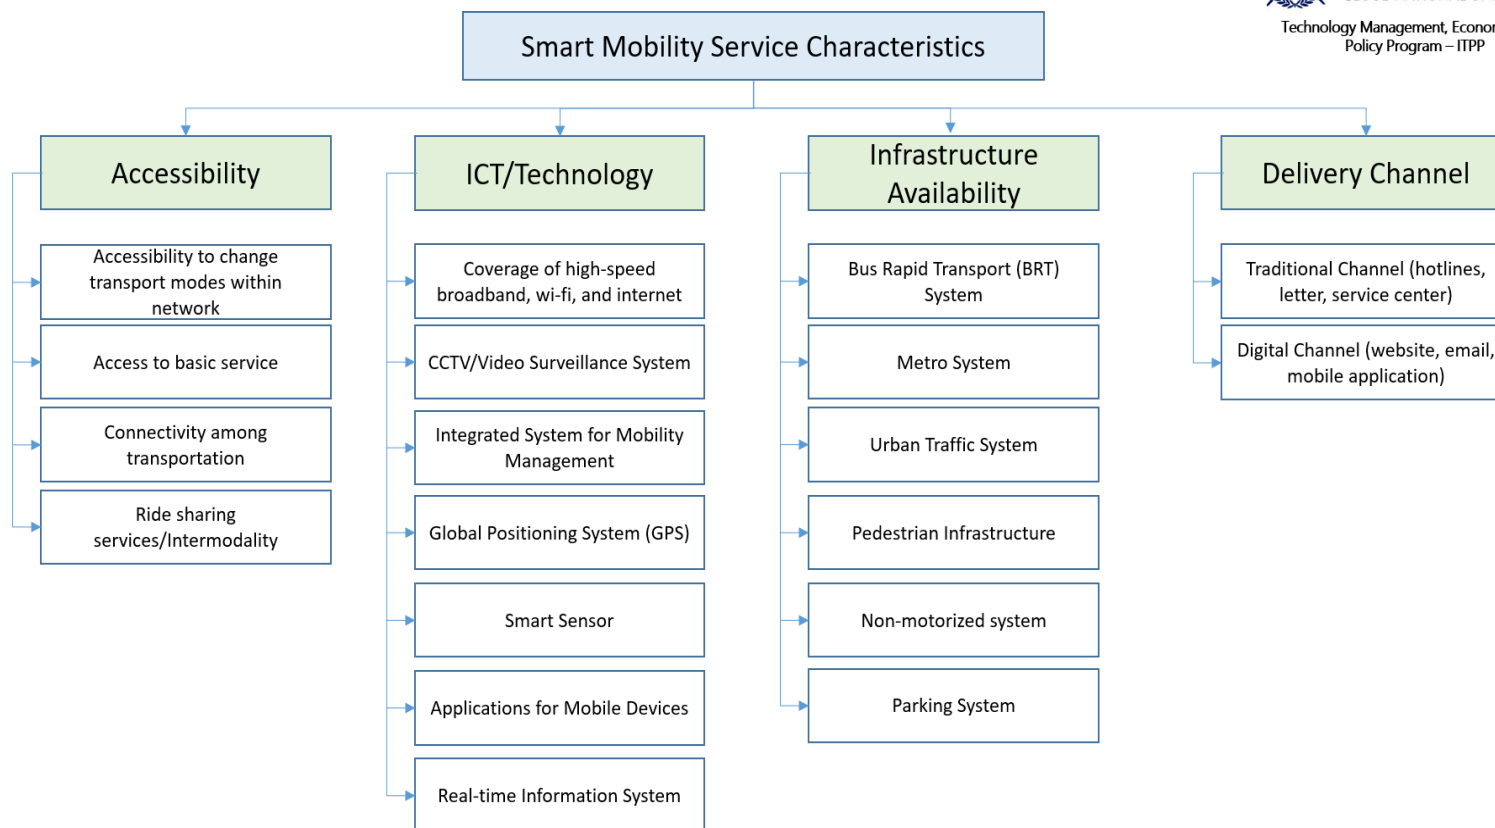 Technology Management, Econo
Policy Program – ITPP
Smart Mobility Service Characteristics
Accessibility
Accessibility to change
transport modes within
network
Access to basic service
Connectivity among
transportation
Ride sharing
services/Intermodality
ICT/Technology
Coverage of high-speed
broadband, wi-fi, and internet
CCTV/Video Surveillance System
Integrated System for Mobility
Management
Global Positioning System (GPS)
Smart Sensor
Applications for Mobile Devices
Real-time Information System
Infrastructure
Availability
Bus Rapid Transport (BRT)
System
Metro System
Urban Traffic System
Pedestrian Infrastructure
Non-motorized system
Parking System
Delivery Channel
Traditional Channel (hotlines,
letter, service center)
Digital Channel (website, email,
mobile application)